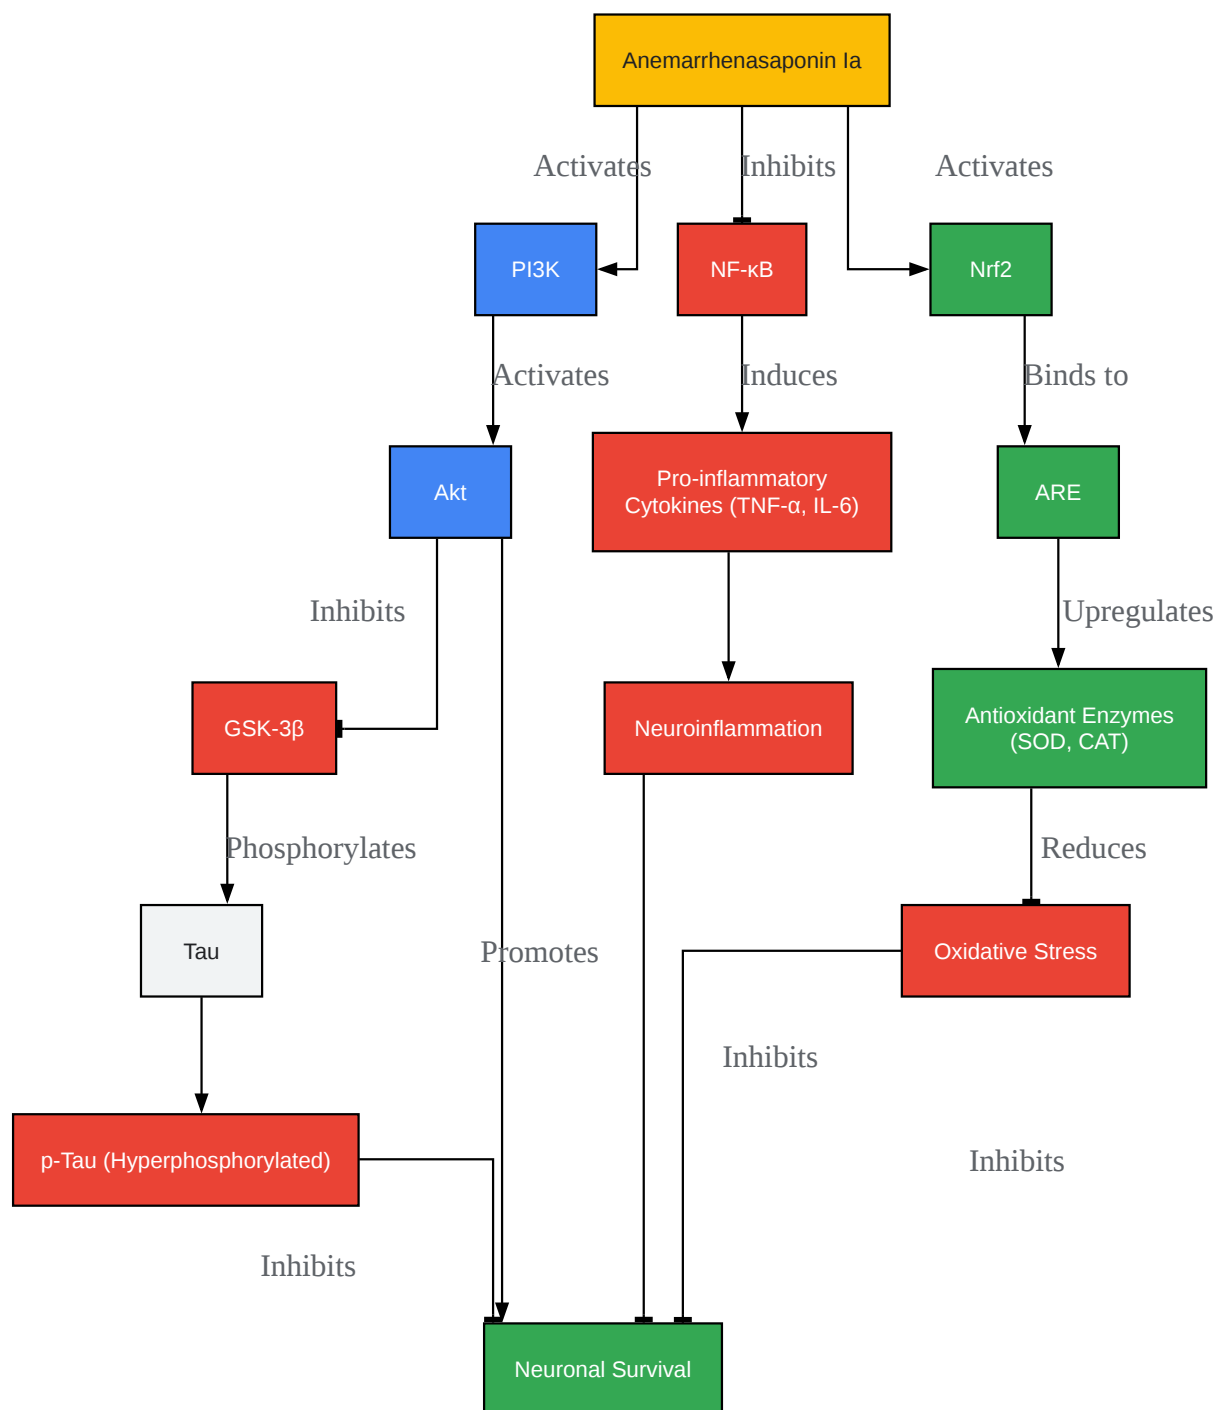 Anemarrhenasaponin Ia
Activates
Inhibits
Activates
PI3K
NF-κB
Nrf2
Activates
Induces
Binds to
Akt
Pro-inflammatory
Cytokines (TNF-α, IL-6)
ARE
Inhibits
Upregulates
GSK-3β
Neuroinflammation
Antioxidant Enzymes
(SOD, CAT)
Phosphorylates
Reduces
Tau
Promotes
Oxidative Stress
Inhibits
p-Tau (Hyperphosphorylated)
Inhibits
Inhibits
Neuronal Survival